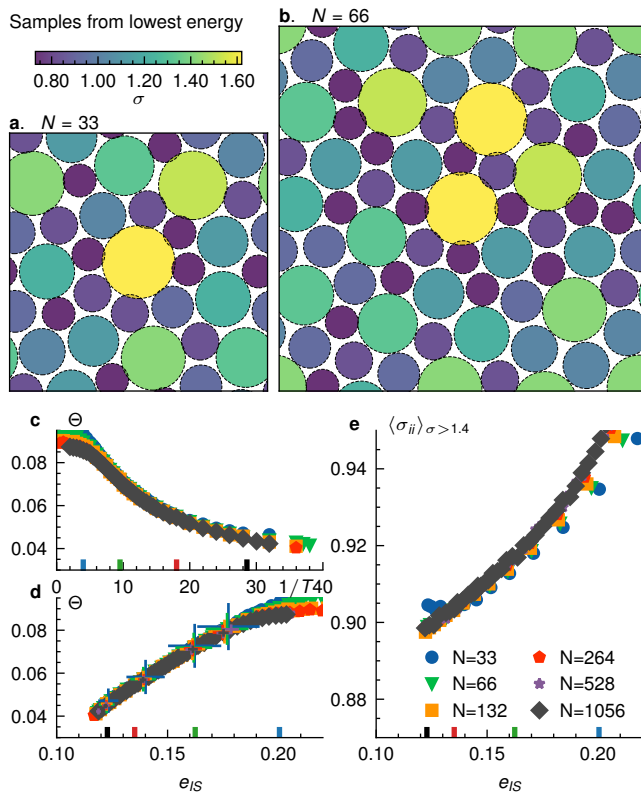 Samples from lowest energy
0.80 1.00 1.20 1.40 1.60
σ
a. N = 33
b. N = 66
c Θ
0.08
0.06
0.04
0 10 20 30 1/T 40
d Θ
0.08
0.06
0.04
0.10 0.15 0.20
e_IS
e ⟨σ_ii⟩_σ>1.4
0.94
0.92
0.90
0.88
N=33 N=264
N=66 N=528
N=132 N=1056
0.10 0.15 0.20
e_IS